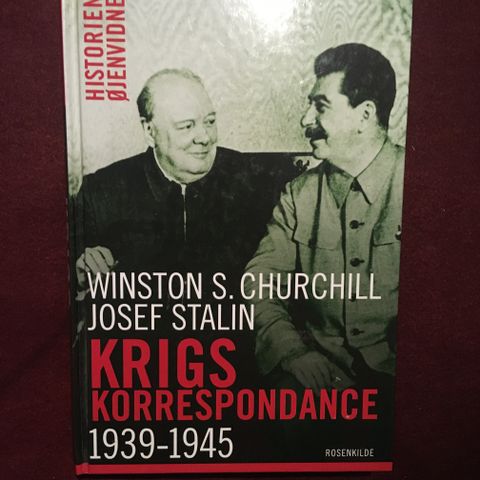 HISTORIEN
ØJENVIDNE
WINSTON S. CHURCHILL
JOSEF STALIN
KRIGS
KORRESPONDANCE
1939-1945
ROSENKILDE